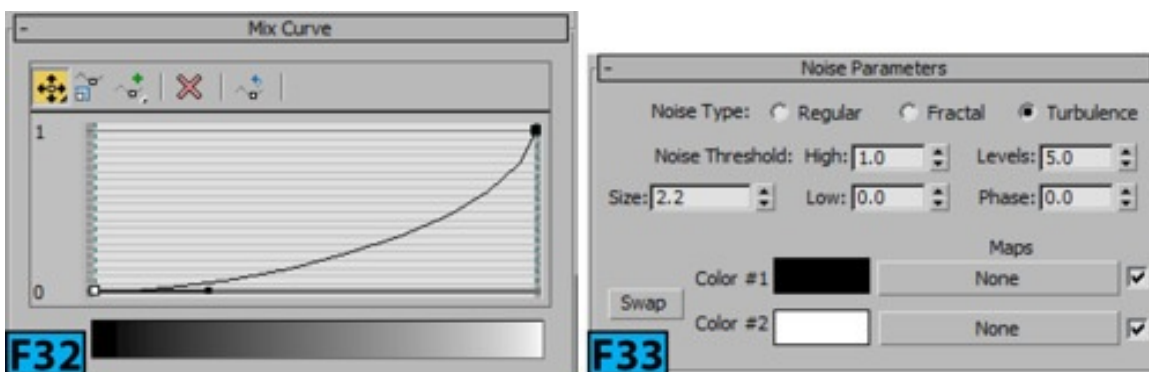 - Mix Curve
1
0
F32
- Noise Parameters
Noise Type: Regular Fractal Turbulence
Noise Threshold: High: 1.0 Levels: 5.0
Size: 2.2 Low: 0.0 Phase: 0.0
Maps
Color #1 None
Swap
Color #2 None
F33